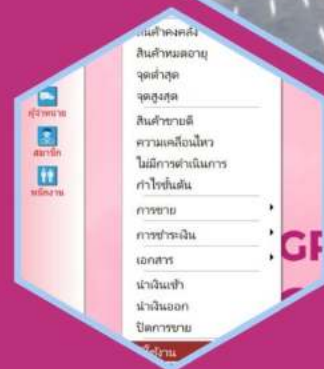 สินค้าคงคลัง
สินค้าหมดอายุ
จุดต่ำสุด
จุดสูงสุด
สินค้าขายดี
ความเคลื่อนไหว
ไม่มีการดำเนินการ
กำไรขั้นต้น
การขาย
การชำระเงิน
เอกสาร
นำเงินเข้า
นำเงินออก
ปิดการขาย
ผู้จำหน่าย
สมาชิก
พนักงาน
GP